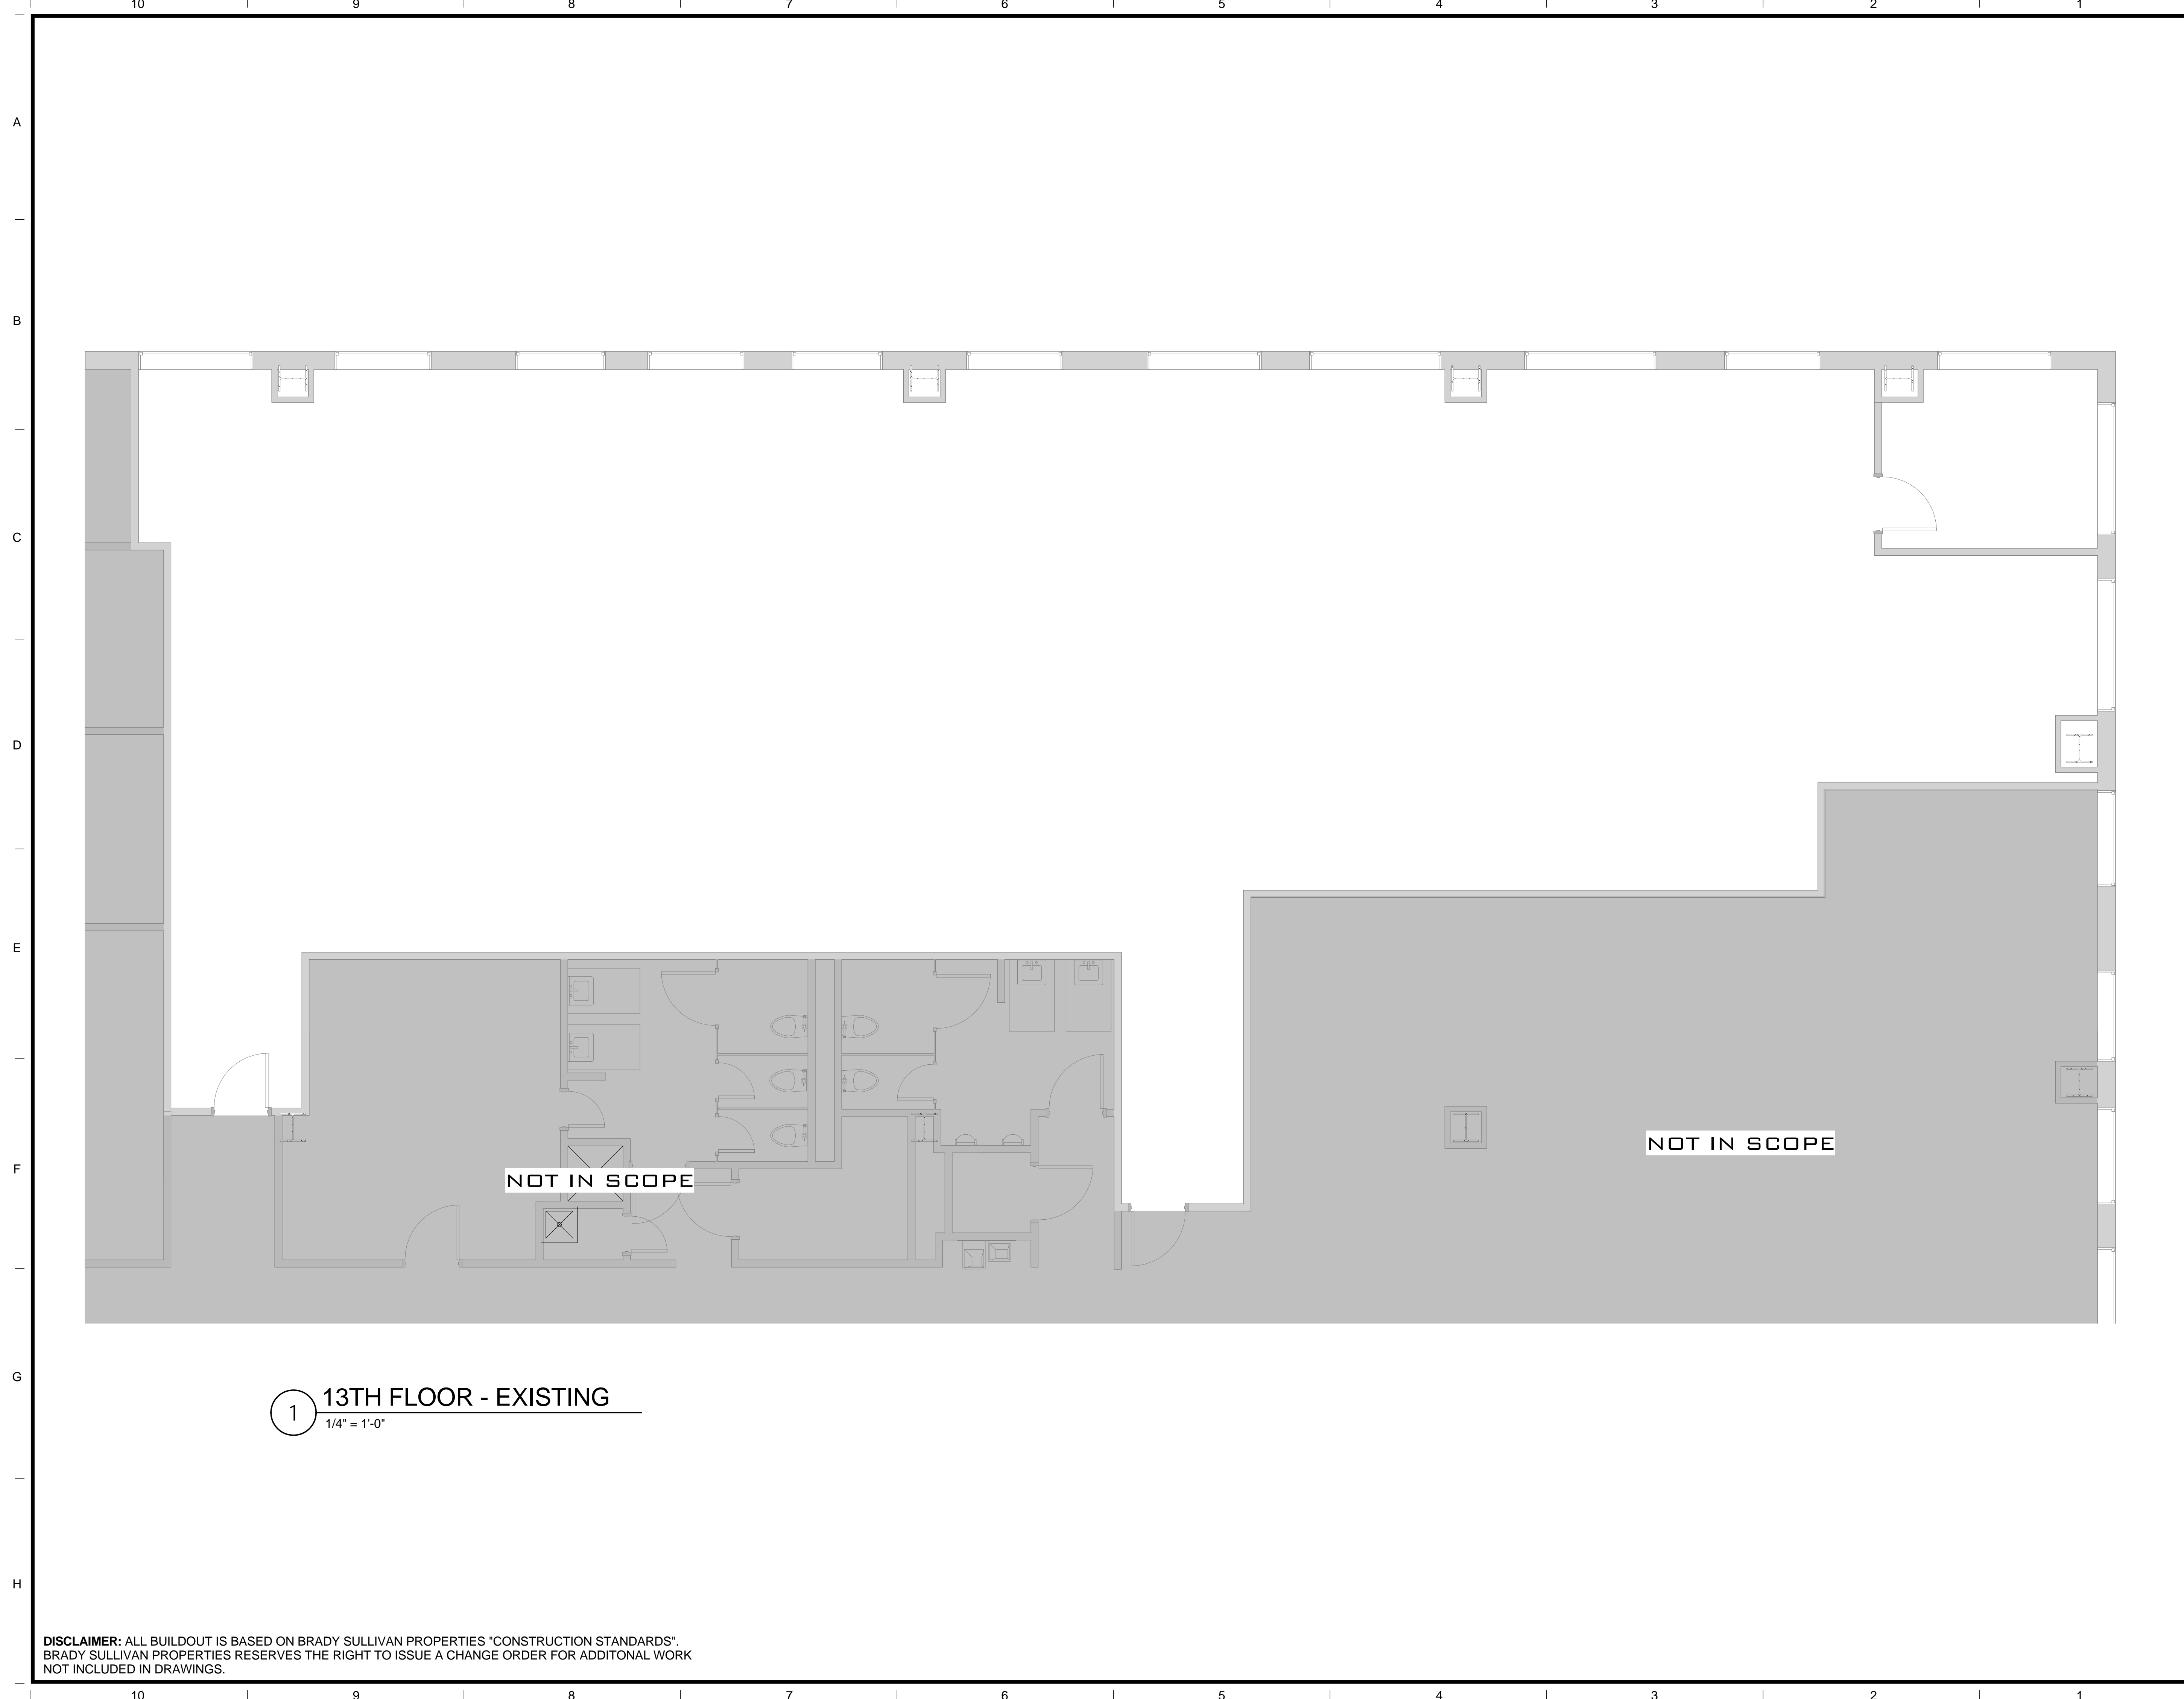 10 9 8 7 6 5 4 3 2 1
A
B
C
D
E
F
NOT IN SCOPE
NOT IN SCOPE
G
1
13TH FLOOR - EXISTING
1/4" = 1'-0"
H
DISCLAIMER: ALL BUILDOUT IS BASED ON BRADY SULLIVAN PROPERTIES "CONSTRUCTION STANDARDS".
BRADY SULLIVAN PROPERTIES RESERVES THE RIGHT TO ISSUE A CHANGE ORDER FOR ADDITONAL WORK
NOT INCLUDED IN DRAWINGS.
10 9 8 7 6 5 4 3 2 1